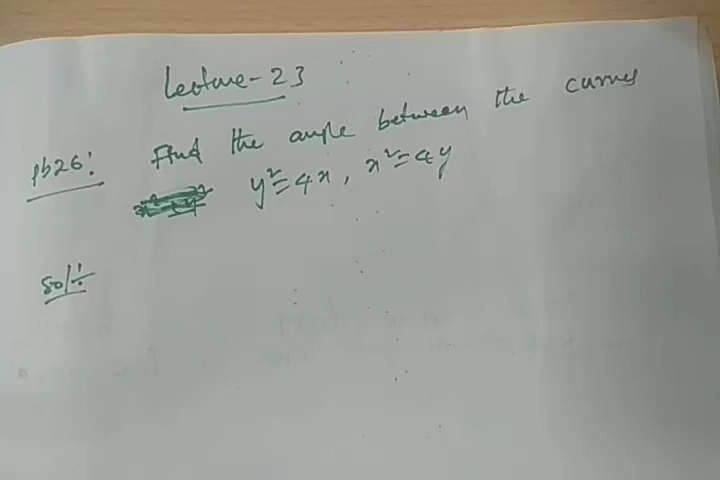 Lecture-23
pb26: Find the angle between the curves
y²=4x, x²=4y
Sol: